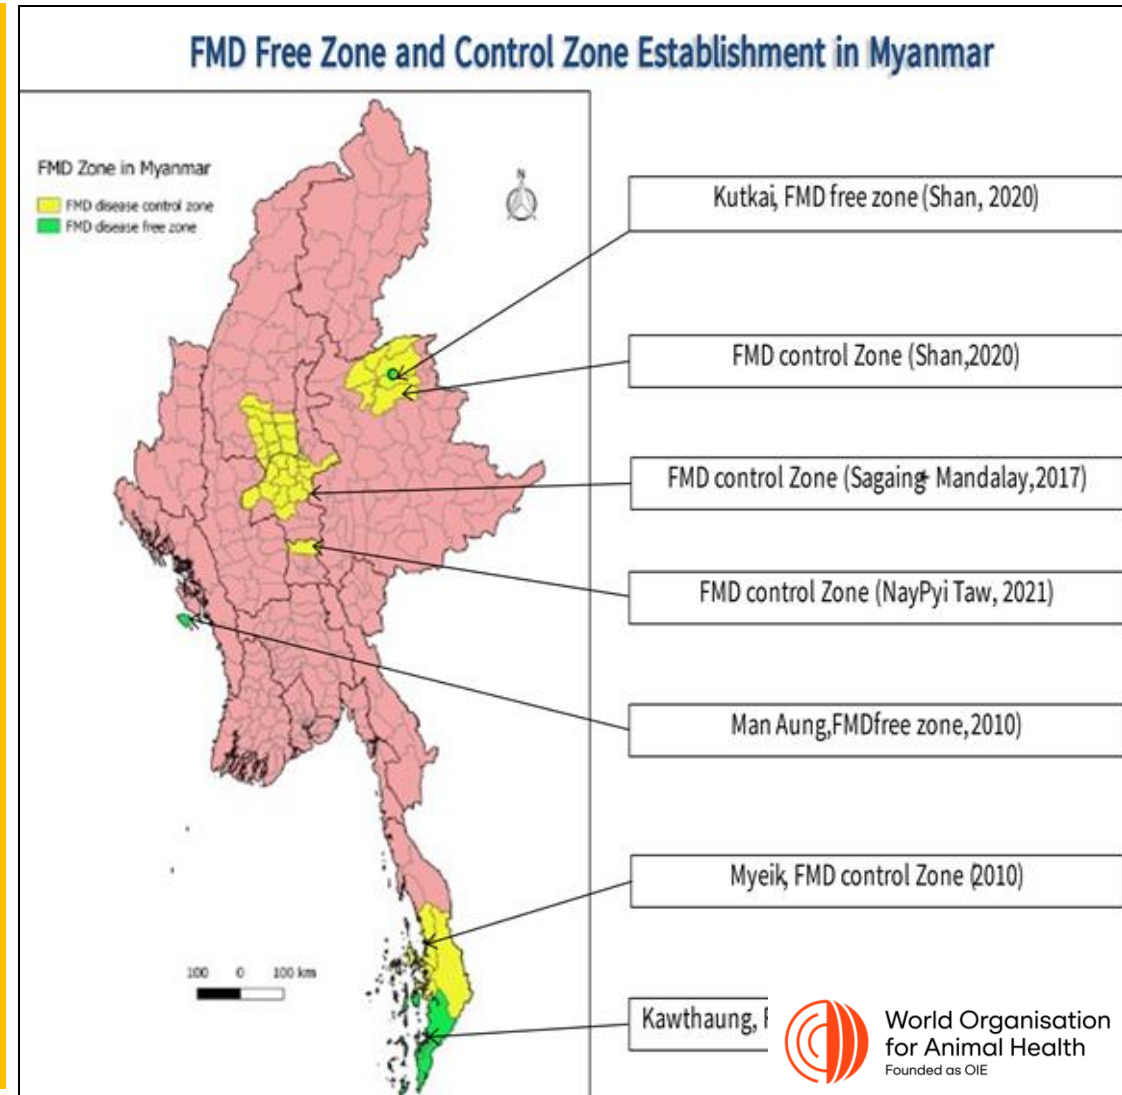 FMD Free Zone and Control Zone Establishment in Myanmar
FMD Zone in Myanmar
FMD disease control zone
FMD disease free zone
N
Kutkai, FMD free zone (Shan, 2020)
FMD control Zone (Shan,2020)
FMD control Zone (Sagaing+ Mandalay,2017)
FMD control Zone (NayPyi Taw, 2021)
Man Aung,FMDfree zone,2010)
Myeik, FMD control Zone (2010)
100 0 100 km
Kawthaung,
World Organisation
for Animal Health
Founded as OIE